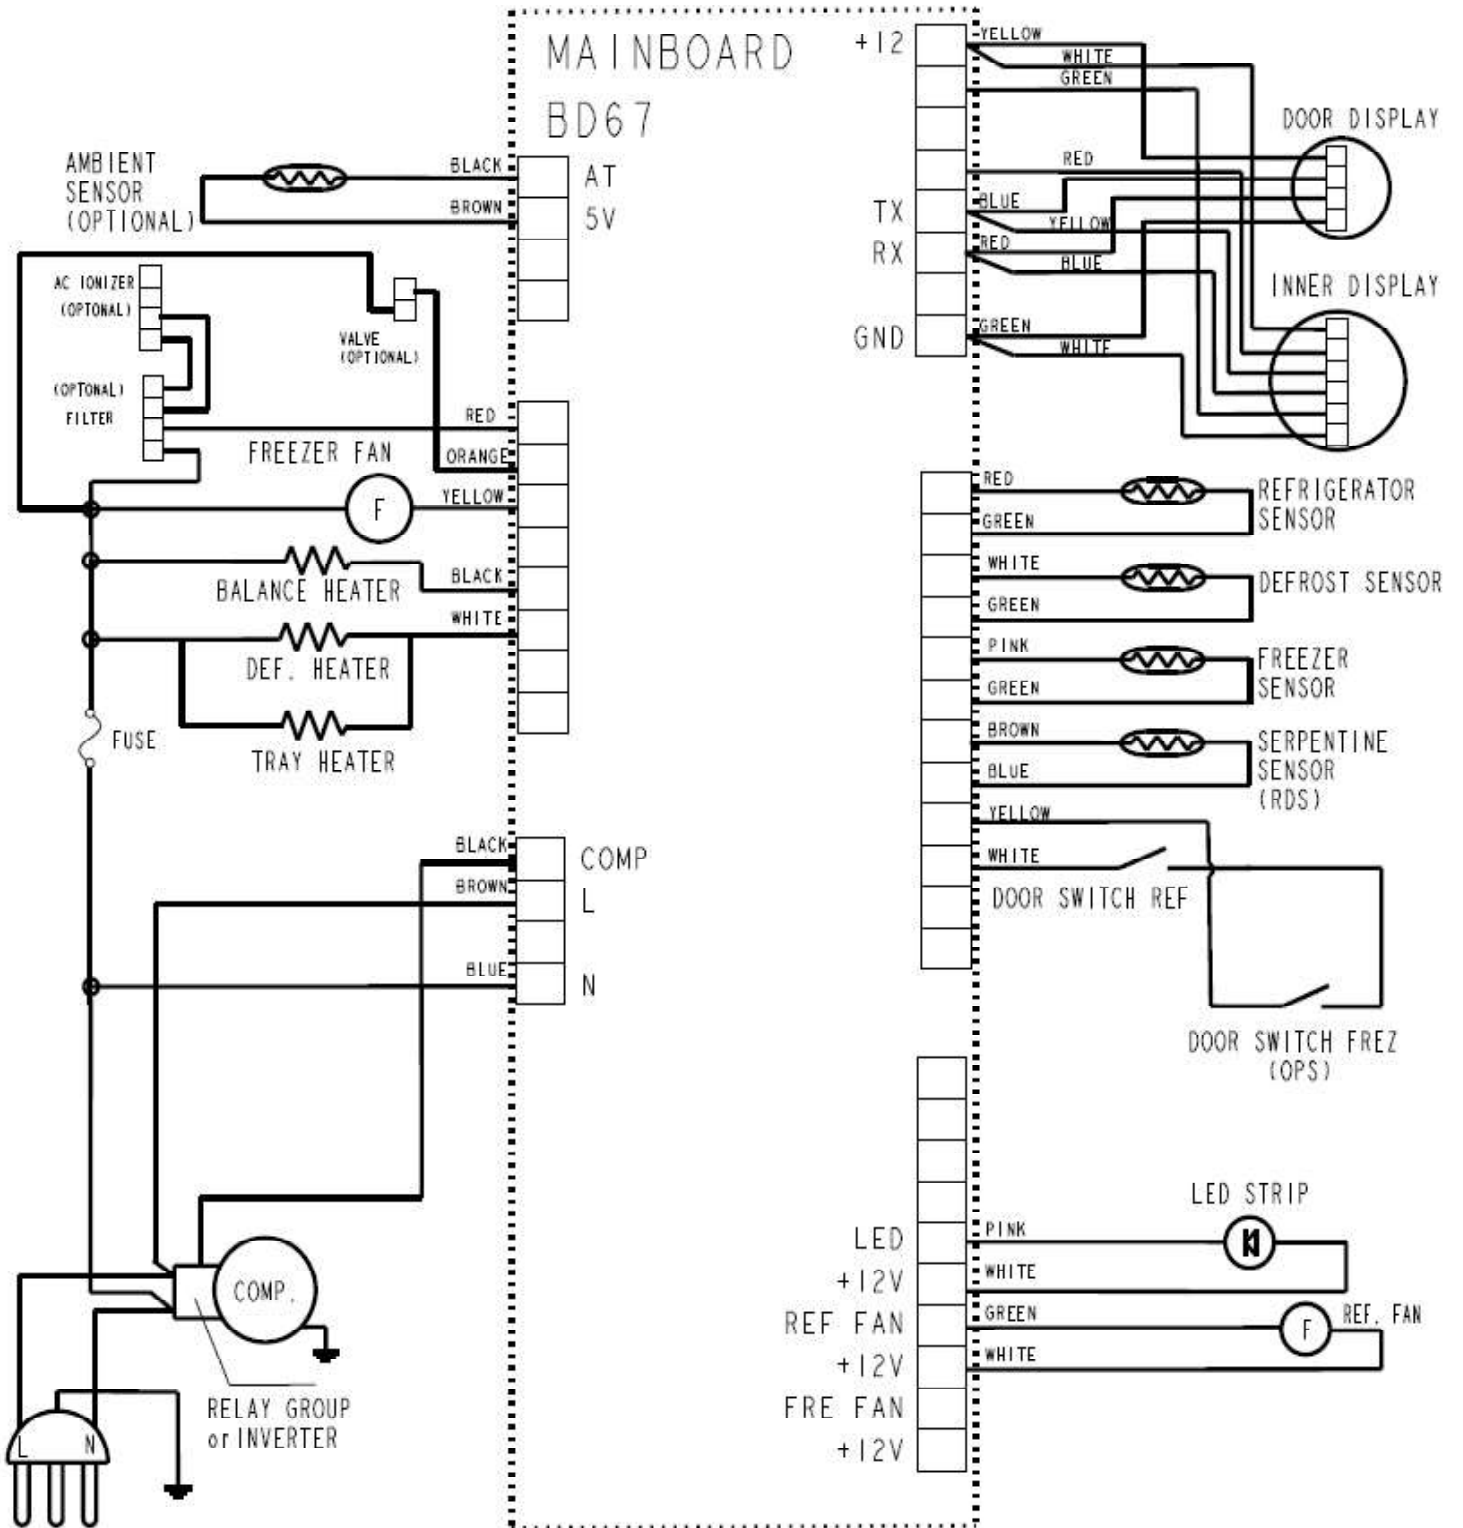 MAINBOARD
BD67
+12
YELLOW
WHITE
GREEN
DOOR DISPLAY
RED
TX
BLUE
YELLOW
RX
RED
BLUE
INNER DISPLAY
GND
GREEN
WHITE
AMBIENT
SENSOR
(OPTIONAL)
BLACK
AT
BROWN
5V
AC IONIZER
(OPTONAL)
VALVE
(OPTIONAL)
(OPTONAL)
FILTER
RED
FREEZER FAN
ORANGE
F
YELLOW
BALANCE HEATER
BLACK
WHITE
DEF. HEATER
FUSE
TRAY HEATER
RED
REFRIGERATOR
SENSOR
GREEN
WHITE
DEFROST SENSOR
GREEN
PINK
FREEZER
SENSOR
GREEN
BROWN
SERPENTINE
SENSOR
(RDS)
BLUE
YELLOW
WHITE
DOOR SWITCH REF
DOOR SWITCH FREZ
(OPS)
BLACK
COMP
BROWN
L
BLUE
N
LED STRIP
LED
PINK
+12V
WHITE
REF FAN
GREEN
F
REF. FAN
+12V
WHITE
FRE FAN
+12V
COMP.
RELAY GROUP
or INVERTER
L
N